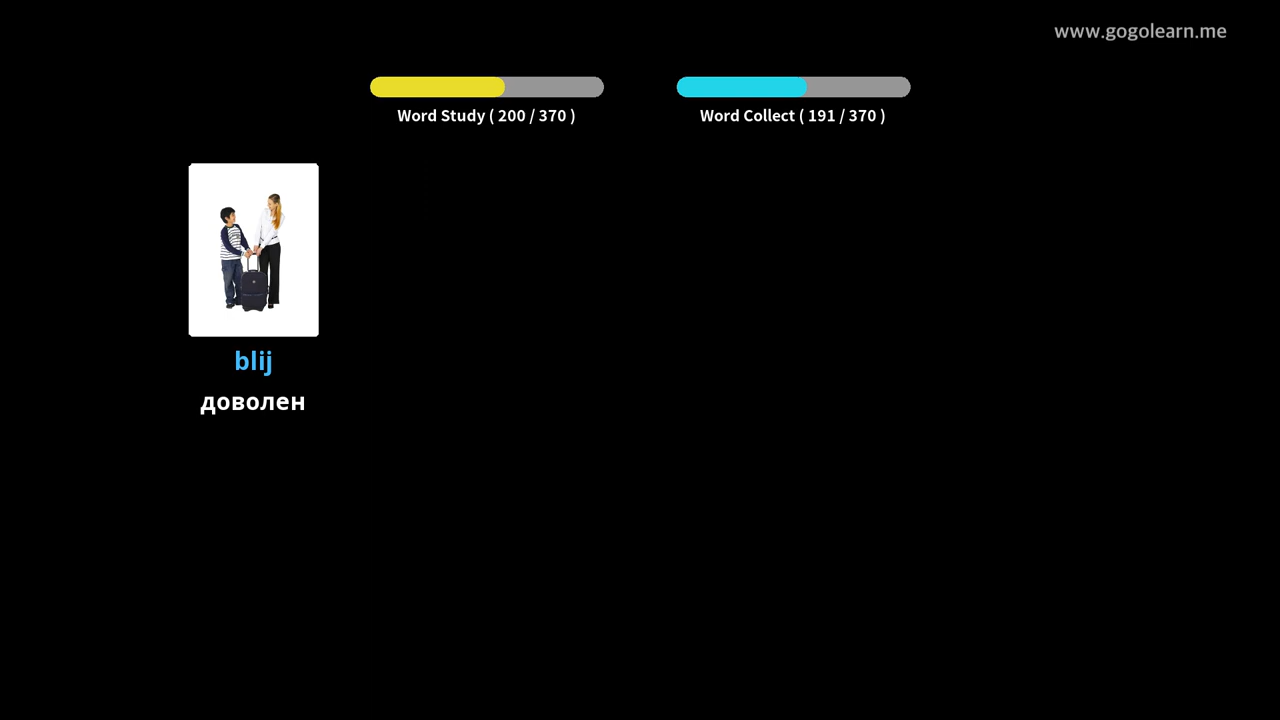 www.gogolearn.me
Word Study ( 200 / 370 )
Word Collect ( 191 / 370 )
blij
доволен